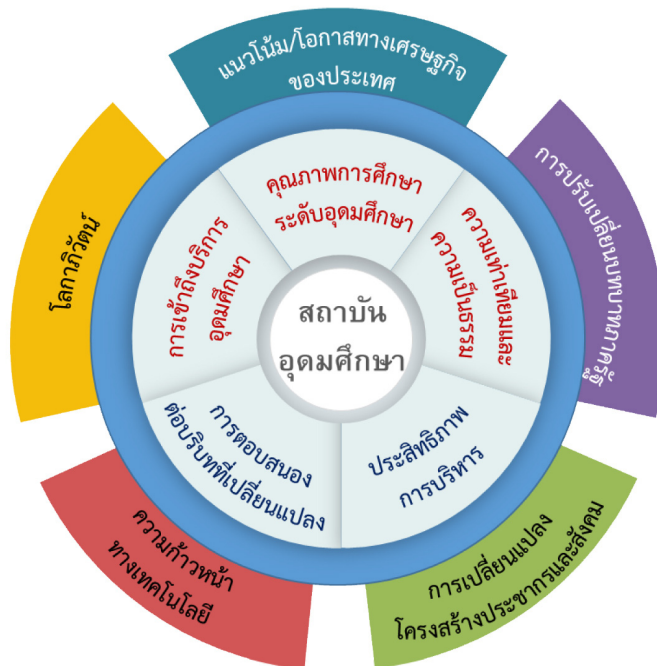 แนวโน้ม/โอกาสทางเศรษฐกิจ
ของประเทศ
การปรับเปลี่ยนบทบาทภาครัฐ
การเปลี่ยนแปลง
โครงสร้างประชากรและสังคม
ความก้าวหน้า
ทางเทคโนโลยี
โลกาภิวัตน์
คุณภาพการศึกษา
ระดับอุดมศึกษา
ความเท่าเทียมและ
ความเป็นธรรม
ประสิทธิภาพ
การบริหาร
การตอบสนอง
ต่อบริบทที่เปลี่ยนแปลง
การเข้าถึงบริการ
อุดมศึกษา
สถาบัน
อุดมศึกษา